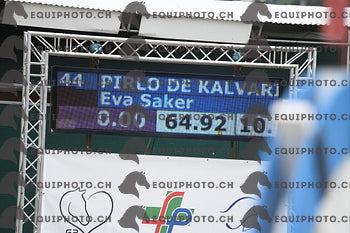 44 PIRLO DE KALVARI
Eva Saker
0.00 64.92 10.
EQUIPHOTO.CH